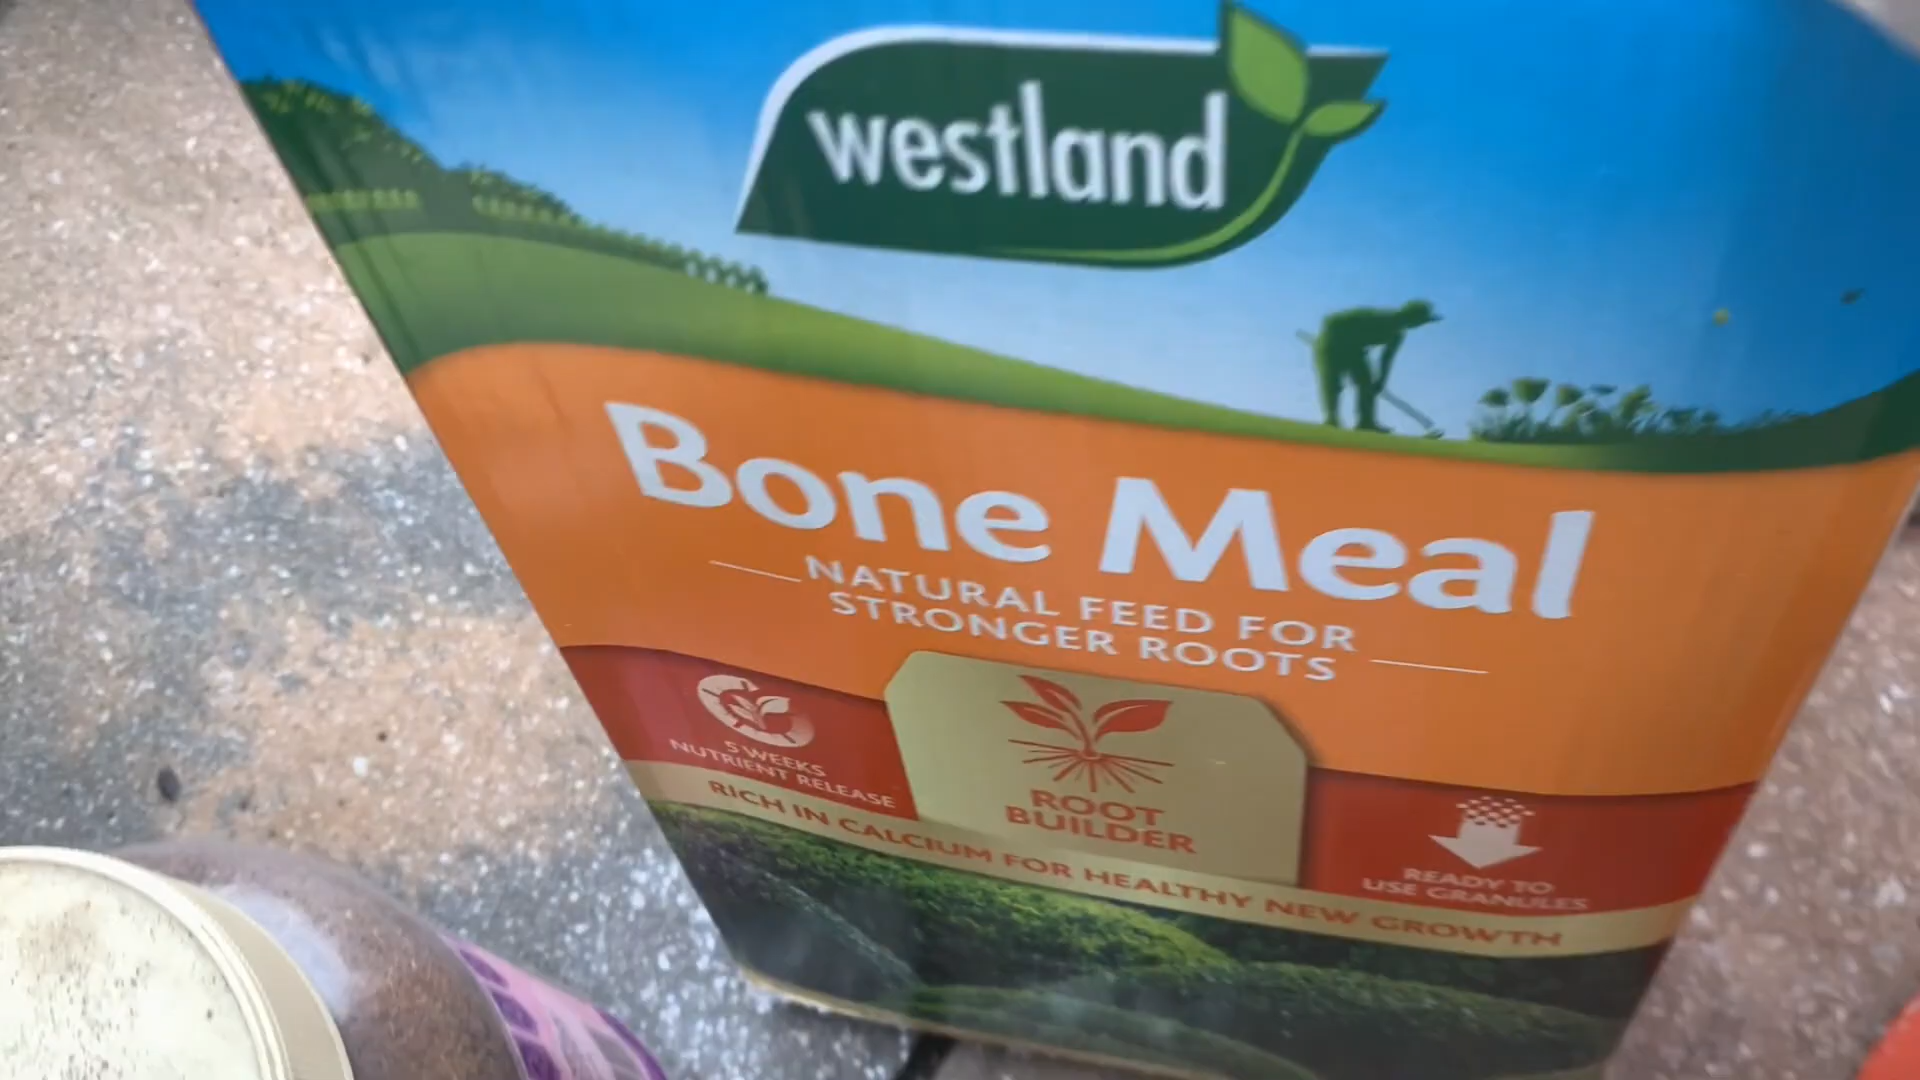 westland
Bone Meal
NATURAL FEED FOR
STRONGER ROOTS
5 WEEKS
NUTRIENT RELEASE
ROOT
BUILDER
READY TO
USE GRANULES
RICH IN CALCIUM FOR HEALTHY NEW GROWTH